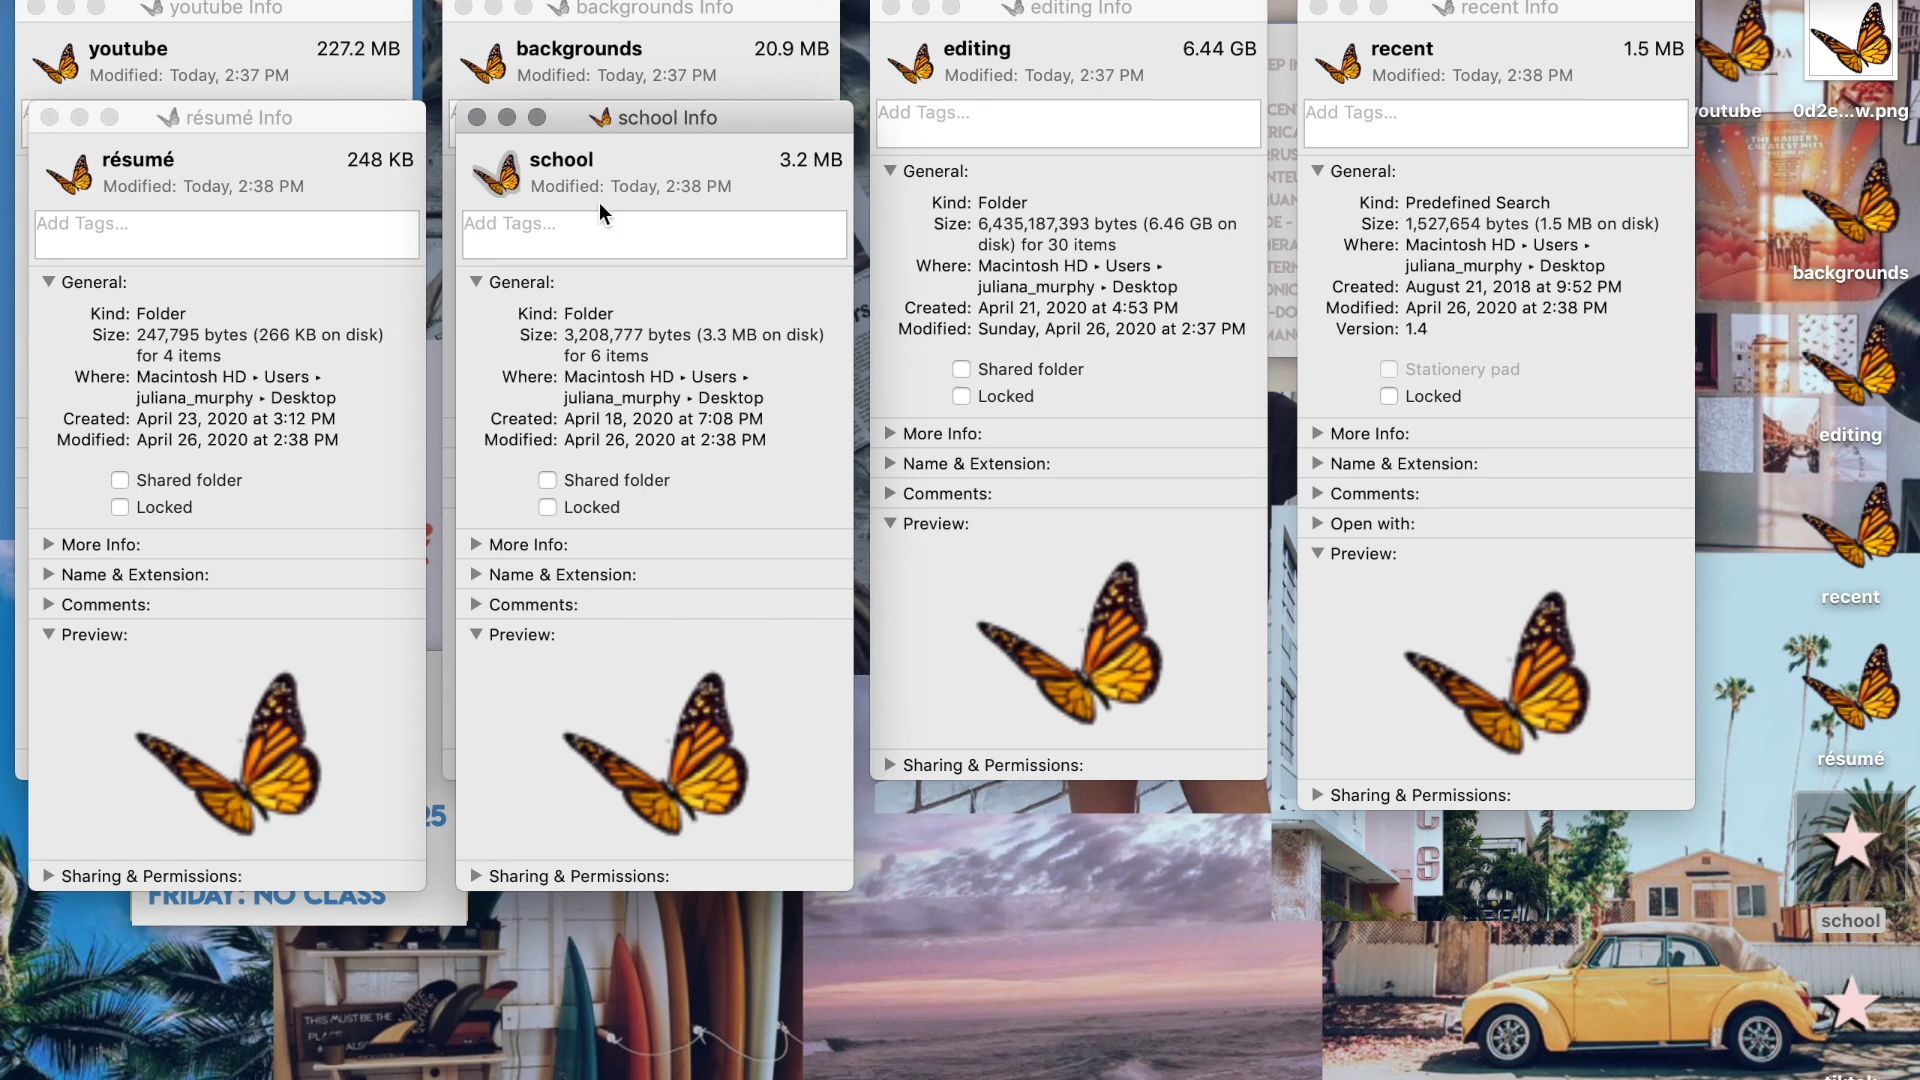 youtube Info
youtube
227.2 MB
Modified: Today, 2:37 PM
backgrounds Info
backgrounds
20.9 MB
Modified: Today, 2:37 PM
editing Info
editing
6.44 GB
Modified: Today, 2:37 PM
Add Tags...
General:
Kind: Folder
Size: 6,435,187,393 bytes (6.46 GB on
disk) for 30 items
Where: Macintosh HD ▸ Users ▸
juliana_murphy ▸ Desktop
Created: April 21, 2020 at 4:53 PM
Modified: Sunday, April 26, 2020 at 2:37 PM
Shared folder
Locked
More Info:
Name & Extension:
Comments:
Preview:
Sharing & Permissions:
recent Info
recent
1.5 MB
Modified: Today, 2:38 PM
Add Tags...
General:
Kind: Predefined Search
Size: 1,527,654 bytes (1.5 MB on disk)
Where: Macintosh HD ▸ Users ▸
juliana_murphy ▸ Desktop
Created: August 21, 2018 at 9:52 PM
Modified: April 26, 2020 at 2:38 PM
Version: 1.4
Stationery pad
Locked
More Info:
Name & Extension:
Comments:
Open with:
Preview:
Sharing & Permissions:
résumé Info
résumé
248 KB
Modified: Today, 2:38 PM
Add Tags...
General:
Kind: Folder
Size: 247,795 bytes (266 KB on disk)
for 4 items
Where: Macintosh HD ▸ Users ▸
juliana_murphy ▸ Desktop
Created: April 23, 2020 at 3:12 PM
Modified: April 26, 2020 at 2:38 PM
Shared folder
Locked
More Info:
Name & Extension:
Comments:
Preview:
Sharing & Permissions:
school Info
school
3.2 MB
Modified: Today, 2:38 PM
Add Tags...
General:
Kind: Folder
Size: 3,208,777 bytes (3.3 MB on disk)
for 6 items
Where: Macintosh HD ▸ Users ▸
juliana_murphy ▸ Desktop
Created: April 18, 2020 at 7:08 PM
Modified: April 26, 2020 at 2:38 PM
Shared folder
Locked
More Info:
Name & Extension:
Comments:
Preview:
Sharing & Permissions:
25
FRIDAY: NO CLASS
THIS MUST BE THE
youtube
0d2e...w.png
THE RAIDERS
GREATEST HITS
backgrounds
editing
recent
résumé
school
C
S